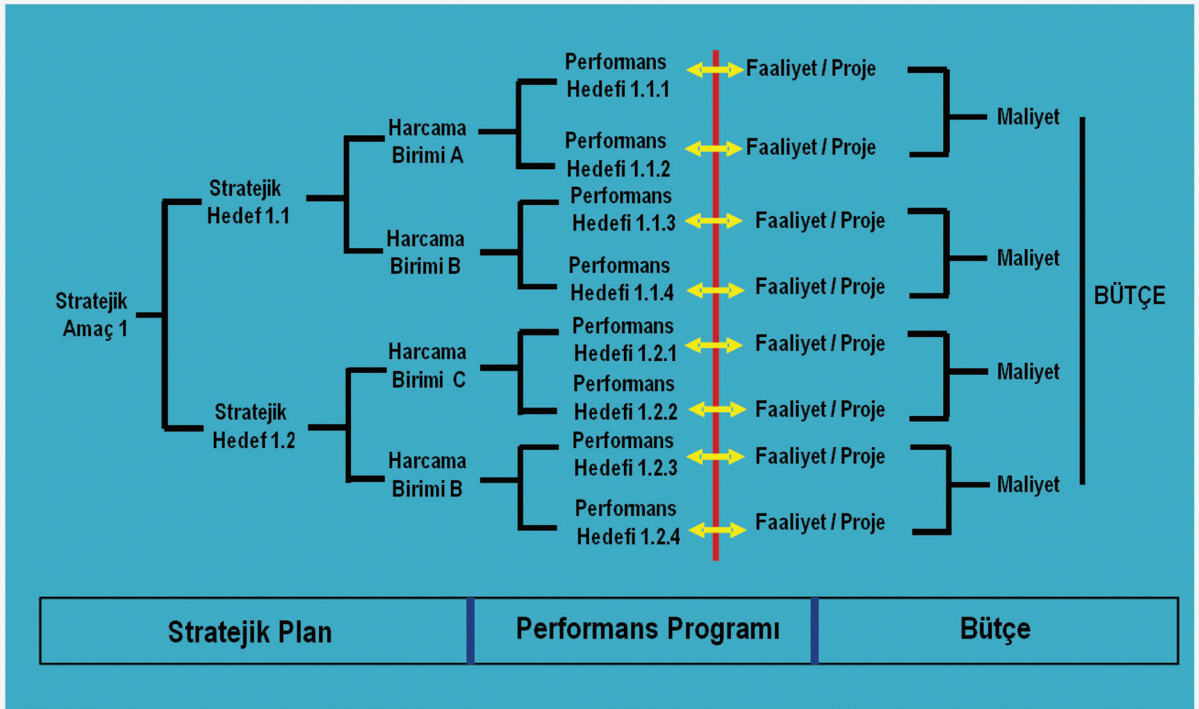 Stratejik
Amaç 1
Stratejik
Hedef 1.1
Stratejik
Hedef 1.2
Harcama
Birimi A
Harcama
Birimi B
Harcama
Birimi C
Harcama
Birimi B
Performans
Hedefi 1.1.1
Performans
Hedefi 1.1.2
Performans
Hedefi 1.1.3
Performans
Hedefi 1.1.4
Performans
Hedefi 1.2.1
Performans
Hedefi 1.2.2
Performans
Hedefi 1.2.3
Performans
Hedefi 1.2.4
Faaliyet / Proje
Faaliyet / Proje
Faaliyet / Proje
Faaliyet / Proje
Faaliyet / Proje
Faaliyet / Proje
Faaliyet / Proje
Faaliyet / Proje
Maliyet
Maliyet
Maliyet
Maliyet
BÜTÇE
Stratejik Plan
Performans Programı
Bütçe